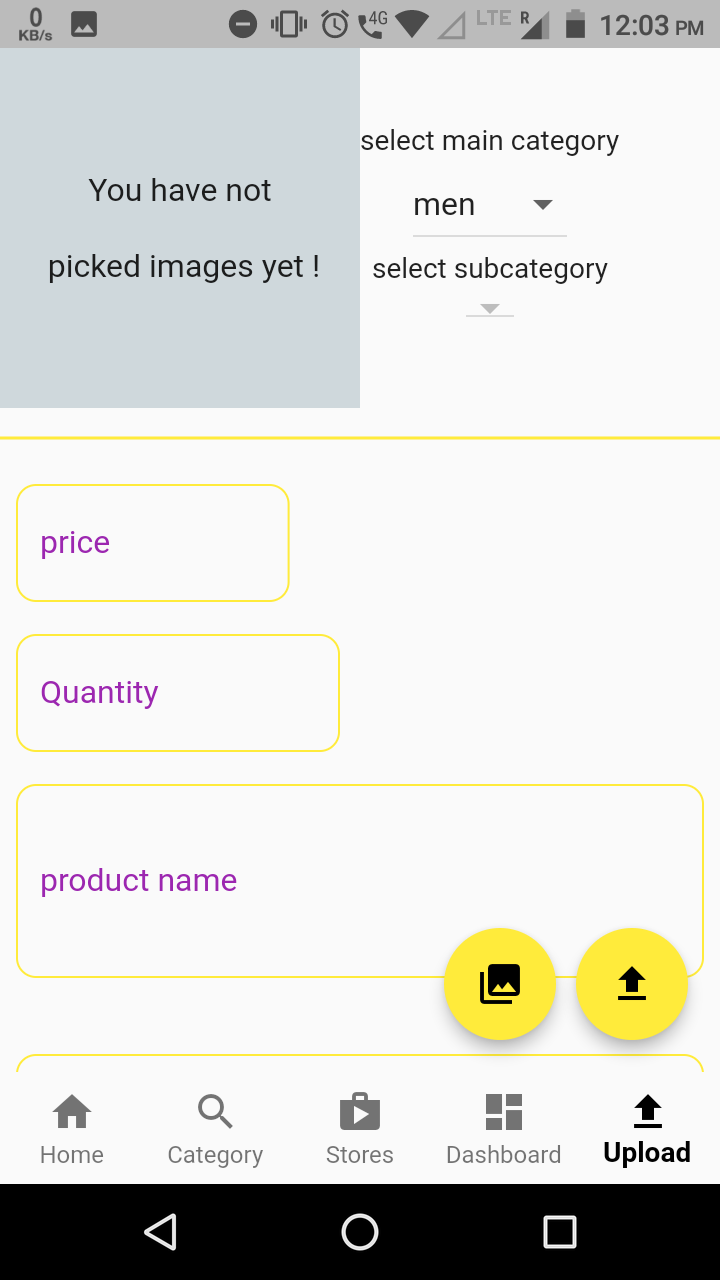 0
KB/s
4G
LTE
R
12:03 PM
You have not
picked images yet !
select main category
men
select subcategory
price
Quantity
product name
Home
Category
Stores
Dashboard
Upload